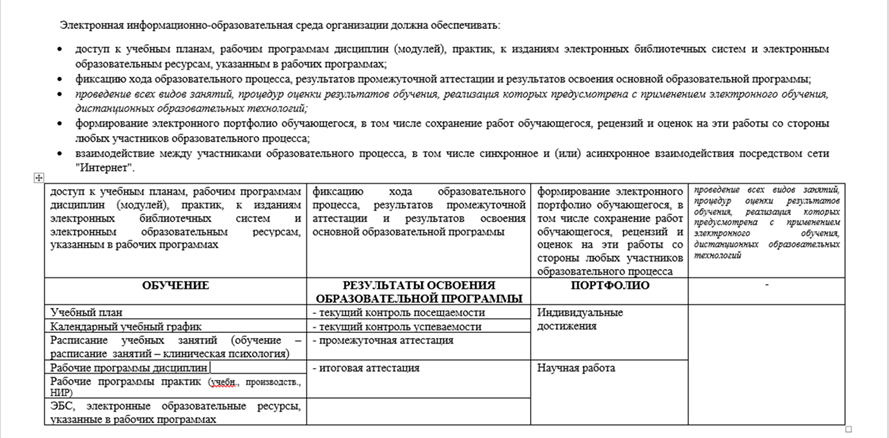 Электронная информационно-образовательная среда организации должна обеспечивать:
• доступ к учебным планам, рабочим программам дисциплин (модулей), практик, к изданиям электронных библиотечных систем и электронным
образовательным ресурсам, указанным в рабочих программах;
• фиксацию хода образовательного процесса, результатов промежуточной аттестации и результатов освоения основной образовательной программы;
• проведение всех видов занятий, процедур оценки результатов обучения, реализация которых предусмотрена с применением электронного обучения,
дистанционных образовательных технологий;
• формирование электронного портфолио обучающегося, в том числе сохранение работ обучающегося, рецензий и оценок на эти работы со стороны
любых участников образовательного процесса;
• взаимодействие между участниками образовательного процесса, в том числе синхронное и (или) асинхронное взаимодействия посредством сети
"Интернет".
доступ к учебным планам, рабочим программам
дисциплин (модулей), практик, к изданиям
электронных библиотечных систем и
электронным образовательным ресурсам,
указанным в рабочих программах
фиксацию хода образовательного
процесса, результатов промежуточной
аттестации и результатов освоения
основной образовательной программы
формирование электронного
портфолио обучающегося, в
том числе сохранение работ
обучающегося, рецензий и
оценок на эти работы со
стороны любых участников
образовательного процесса
проведение всех видов занятий,
процедур оценки результатов
обучения, реализация которых
предусмотрена с применением
электронного обучения,
дистанционных образовательных
технологий
ОБУЧЕНИЕ
РЕЗУЛЬТАТЫ ОСВОЕНИЯ
ОБРАЗОВАТЕЛЬНОЙ ПРОГРАММЫ
ПОРТФОЛИО
-
Учебный план
- текущий контроль посещаемости
Индивидуальные
достижения
Календарный учебный график
- текущий контроль успеваемости
Расписание учебных занятий (обучение –
расписание занятий – клиническая психология)
- промежуточная аттестация
Рабочие программы дисциплин
- итоговая аттестация
Научная работа
Рабочие программы практик (учебн., производств.,
НИР)
ЭБС, электронные образовательные ресурсы,
указанные в рабочих программах